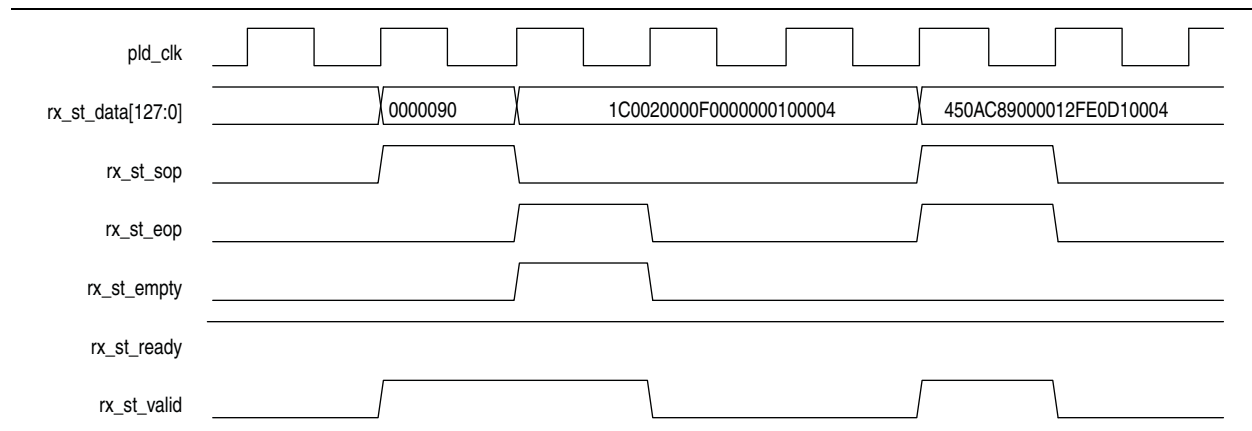 pld_clk
rx_st_data[127:0] 0000090 1C0020000F0000000100004 450AC89000012FE0D10004
rx_st_sop
rx_st_eop
rx_st_empty
rx_st_ready
rx_st_valid